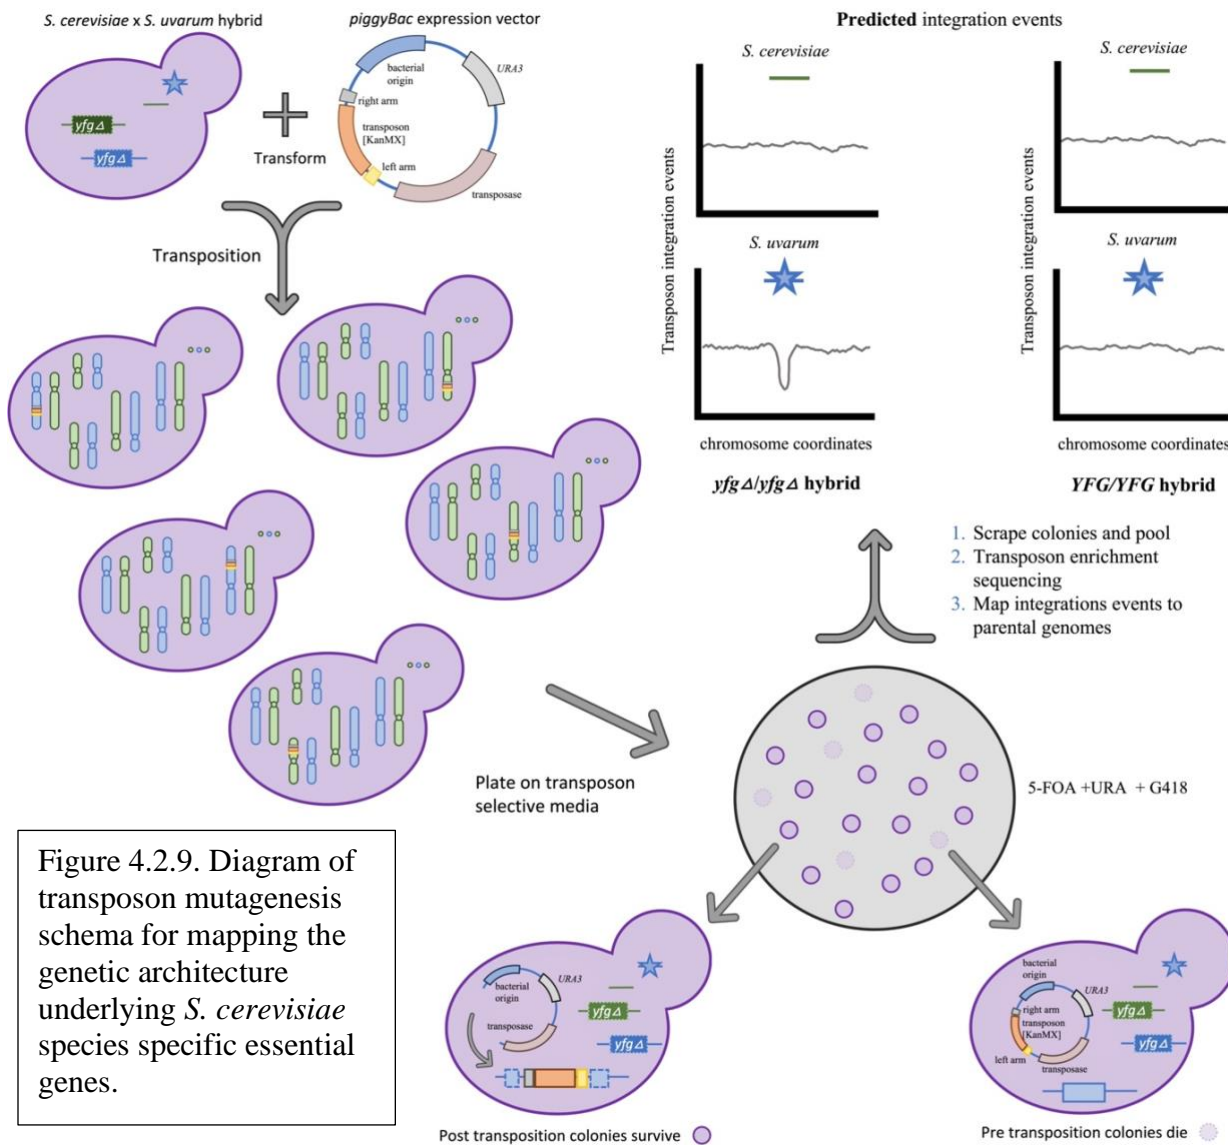 S. cerevisiae x S. uvarum hybrid
piggyBac expression vector
yfgΔ
yfgΔ
Transform
bacterial
origin
URA3
right arm
transposon
[KanMX]
left arm
transposase
Transposition
Predicted integration events
S. cerevisiae
Transposon integration events
S. uvarum
chromosome coordinates
yfgΔ/yfgΔ hybrid
S. cerevisiae
Transposon integration events
S. uvarum
chromosome coordinates
YFG/YFG hybrid
1. Scrape colonies and pool
2. Transposon enrichment
sequencing
3. Map integrations events to
parental genomes
Plate on transposon
selective media
5-FOA +URA + G418
Figure 4.2.9. Diagram of
transposon mutagenesis
schema for mapping the
genetic architecture
underlying S. cerevisiae
species specific essential
genes.
bacterial
origin
URA3
transposase
yfgΔ
yfgΔ
Post transposition colonies survive
bacterial
origin
URA3
right arm
transposon
[KanMX]
left arm
transposase
yfgΔ
yfgΔ
Pre transposition colonies die